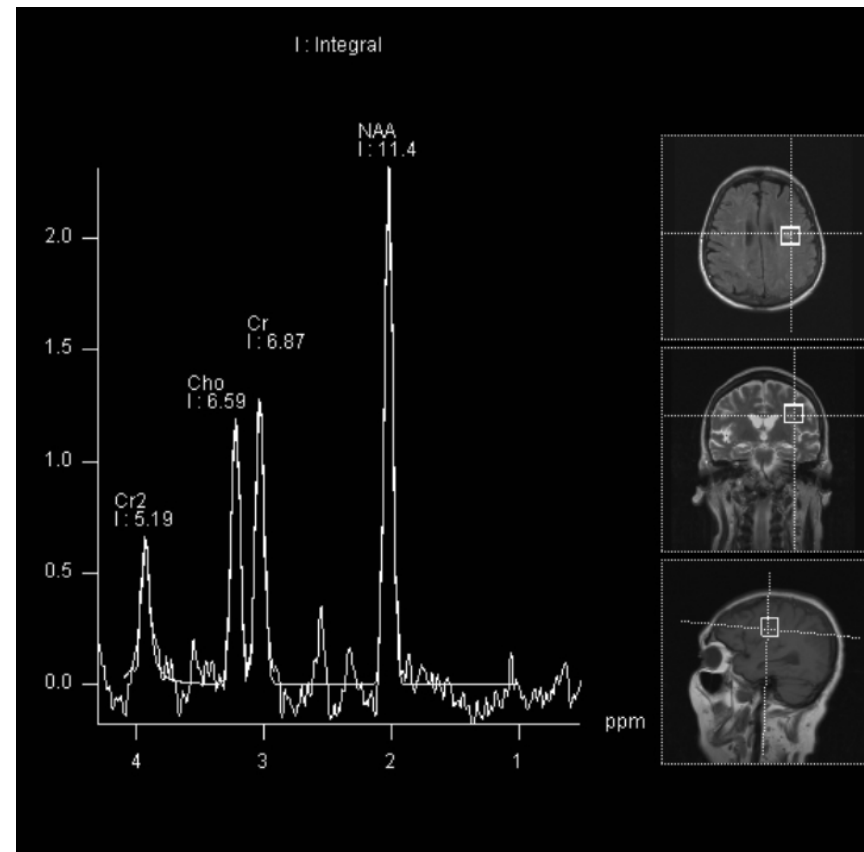 I : Integral
NAA
I : 11.4
2.0
1.5
Cr
I : 6.87
Cho
I : 6.59
1.0
Cr2
I : 5.19
0.5
0.0
ppm
4 3 2 1